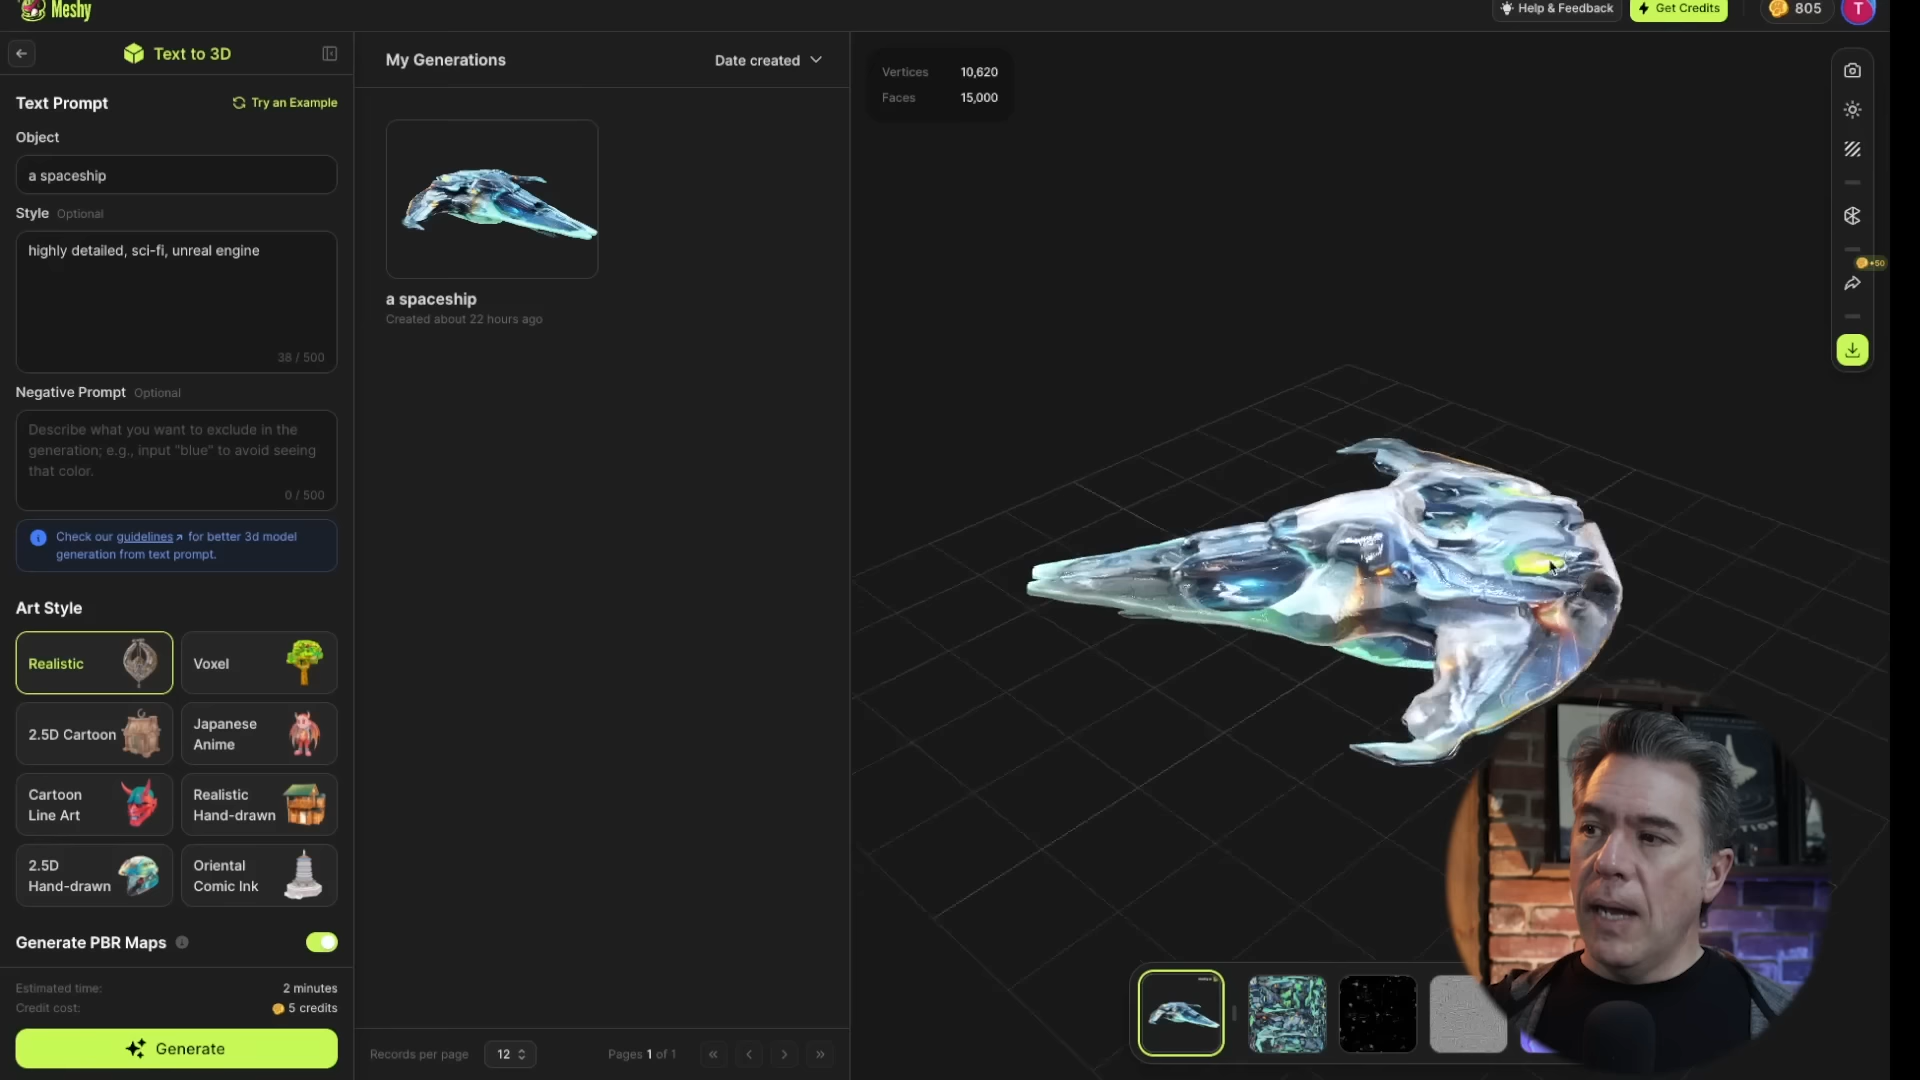 Meshy
Help & Feedback
Get Credits
805
T
Text to 3D
Text Prompt
Try an Example
Object
a spaceship
Style Optional
highly detailed, sci-fi, unreal engine
38 / 500
Negative Prompt Optional
Describe what you want to exclude in the
generation; e.g., input "blue" to avoid seeing
that color.
0 / 500
Check our guidelines for better 3d model
generation from text prompt.
Art Style
Realistic
Voxel
2.5D Cartoon
Japanese
Anime
Cartoon
Line Art
Realistic
Hand-drawn
2.5D
Hand-drawn
Oriental
Comic Ink
Generate PBR Maps
Estimated time: 2 minutes
Credit cost: 5 credits
Generate
My Generations
Date created
a spaceship
Created about 22 hours ago
Records per page 12
Pages 1 of 1
Vertices 10,620
Faces 15,000
+50